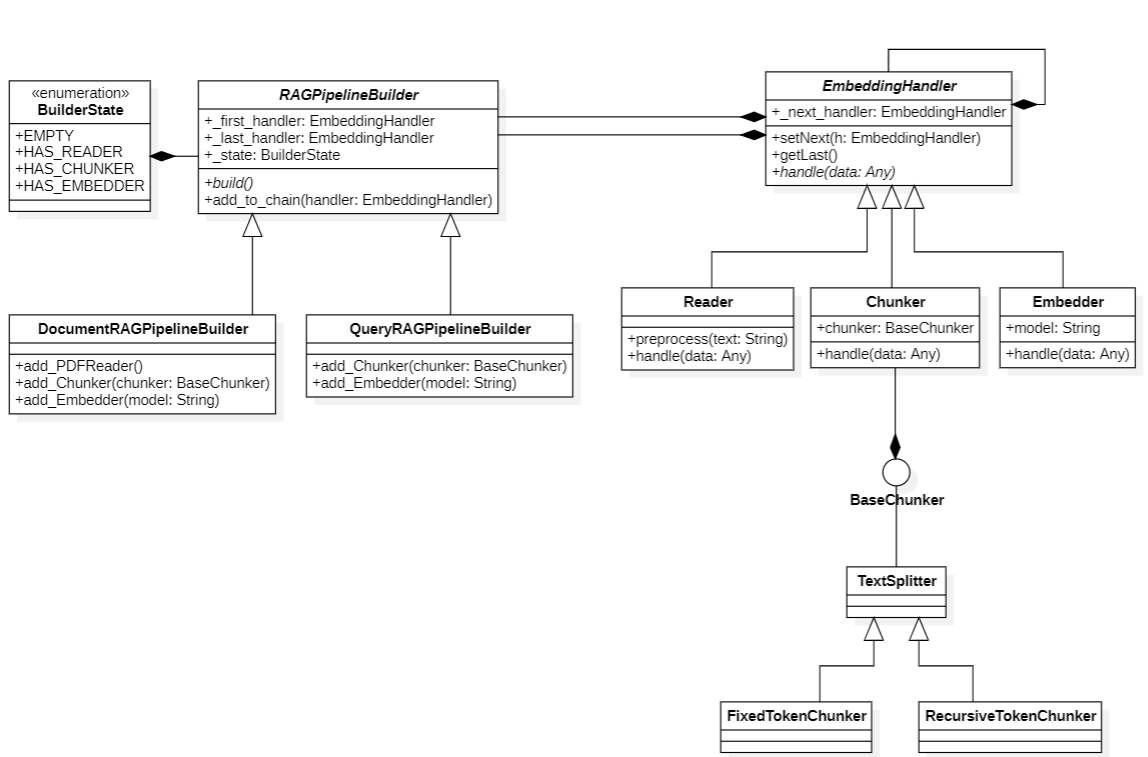 «enumeration»
BuilderState
+EMPTY
+HAS_READER
+HAS_CHUNKER
+HAS_EMBEDDER
RAGPipelineBuilder
+_first_handler: EmbeddingHandler
+_last_handler: EmbeddingHandler
+_state: BuilderState
+build()
+add_to_chain(handler: EmbeddingHandler)
EmbeddingHandler
+_next_handler: EmbeddingHandler
+setNext(h: EmbeddingHandler)
+getLast()
+handle(data: Any)
DocumentRAGPipelineBuilder
+add_PDFReader()
+add_Chunker(chunker: BaseChunker)
+add_Embedder(model: String)
QueryRAGPipelineBuilder
+add_Chunker(chunker: BaseChunker)
+add_Embedder(model: String)
Reader
+preprocess(text: String)
+handle(data: Any)
Chunker
+chunker: BaseChunker
+handle(data: Any)
Embedder
+model: String
+handle(data: Any)
BaseChunker
TextSplitter
FixedTokenChunker
RecursiveTokenChunker